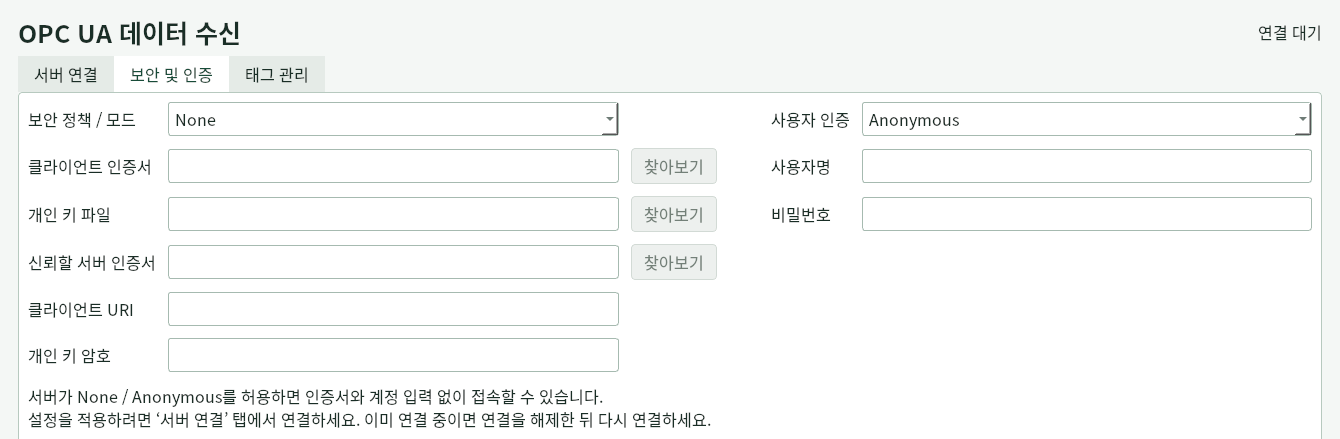 OPC UA 데이터 수신
연결 대기
서버 연결 보안 및 인증 태그 관리
보안 정책 / 모드 None 사용자 인증 Anonymous
클라이언트 인증서 찾아보기 사용자명
개인 키 파일 찾아보기 비밀번호
신뢰할 서버 인증서 찾아보기
클라이언트 URI
개인 키 암호
서버가 None / Anonymous를 허용하면 인증서와 계정 입력 없이 접속할 수 있습니다.
설정을 적용하려면 ‘서버 연결’ 탭에서 연결하세요. 이미 연결 중이면 연결을 해제한 뒤 다시 연결하세요.